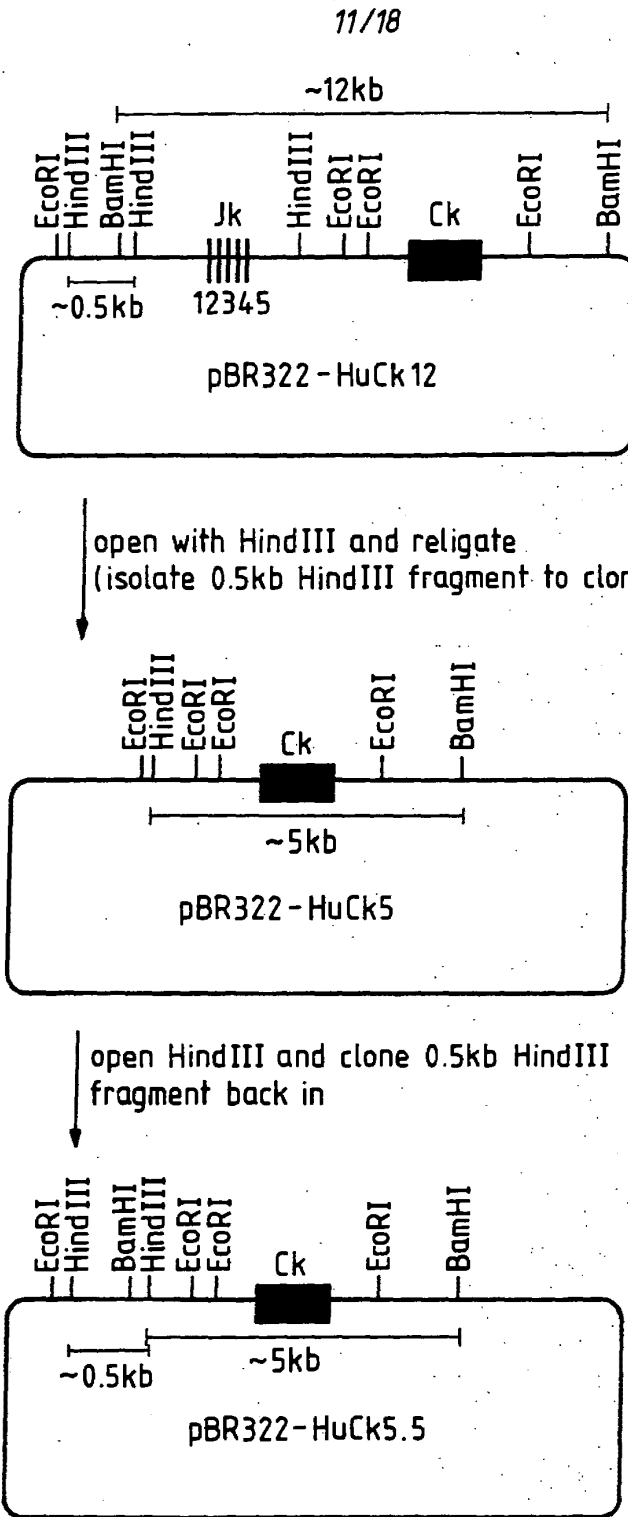 11/18
~12kb
EcoRI HindIII BamHI HindIII Jk HindIII EcoRI EcoRI Ck EcoRI BamHI
~0.5kb 12345
pBR322-HuCk12
open with HindIII and religate
(isolate 0.5kb HindIII fragment to clon
EcoRI HindIII EcoRI EcoRI Ck EcoRI BamHI
~5kb
pBR322-HuCk5
open HindIII and clone 0.5kb HindIII
fragment back in
EcoRI HindIII BamHI HindIII EcoRI EcoRI Ck EcoRI BamHI
~0.5kb ~5kb
pBR322-HuCk5.5